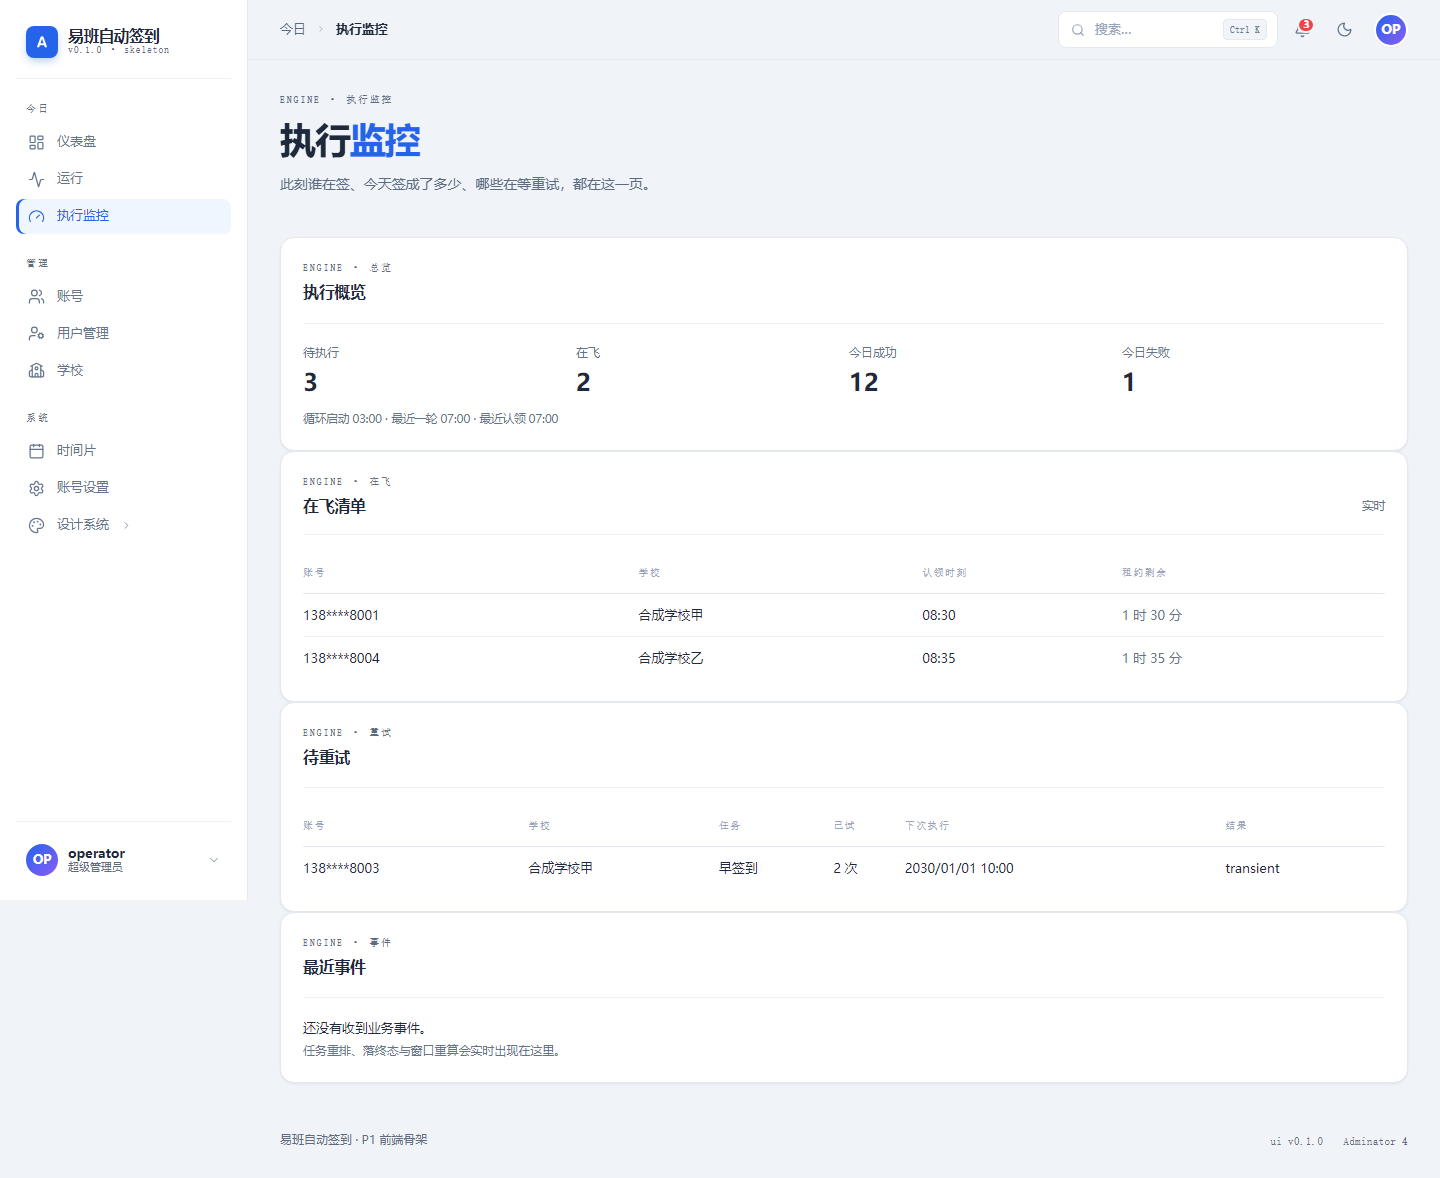 A
易班自动签到
v0.1.0 · skeleton
今日
仪表盘
运行
执行监控
管理
账号
用户管理
学校
系统
时间片
账号设置
设计系统
OP
operator
超级管理员
今日 › 执行监控
搜索...
Ctrl K
3
OP
ENGINE · 执行监控
执行监控
此刻谁在签、今天签成了多少、哪些在等重试，都在这一页。
ENGINE · 总览
执行概览
待执行 在飞 今日成功 今日失败
3 2 12 1
循环启动 03:00 · 最近一轮 07:00 · 最近认领 07:00
ENGINE · 在飞
在飞清单
实时
账号 学校 认领时刻 租约剩余
138****8001 合成学校甲 08:30 1 时 30 分
138****8004 合成学校乙 08:35 1 时 35 分
ENGINE · 重试
待重试
账号 学校 任务 已试 下次执行 结果
138****8003 合成学校甲 早签到 2 次 2030/01/01 10:00 transient
ENGINE · 事件
最近事件
还没有收到业务事件。
任务重排、落终态与窗口重算会实时出现在这里。
易班自动签到 · P1 前端骨架
ui v0.1.0 Adminator 4